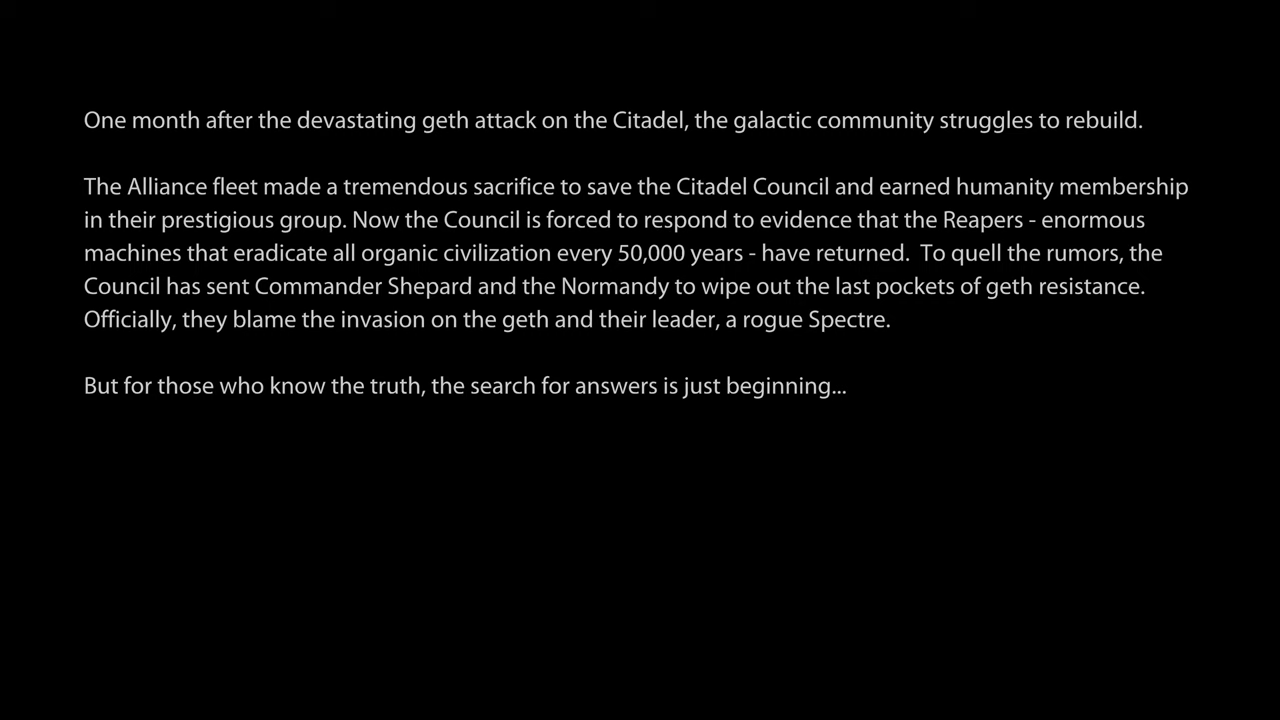 One month after the devastating geth attack on the Citadel, the galactic community struggles to rebuild.
The Alliance fleet made a tremendous sacrifice to save the Citadel Council and earned humanity membership
in their prestigious group. Now the Council is forced to respond to evidence that the Reapers - enormous
machines that eradicate all organic civilization every 50,000 years - have returned.  To quell the rumors, the
Council has sent Commander Shepard and the Normandy to wipe out the last pockets of geth resistance.
Officially, they blame the invasion on the geth and their leader, a rogue Spectre.
But for those who know the truth, the search for answers is just beginning...